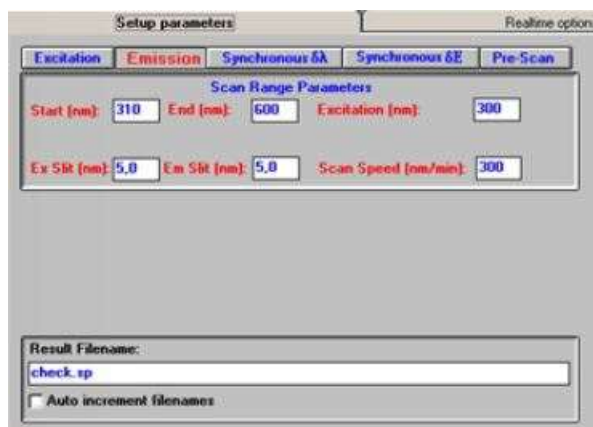 Setup parameters Realtime option
Excitation Emission Synchronous δλ Synchronous δE Pre-Scan
Scan Range Parameters
Start (nm): 310 End (nm): 600 Excitation (nm): 300
Ex Slit (nm): 5,0 Em Slit (nm): 5,0 Scan Speed (nm/min): 300
Result Filename:
check.sp
Auto increment filenames